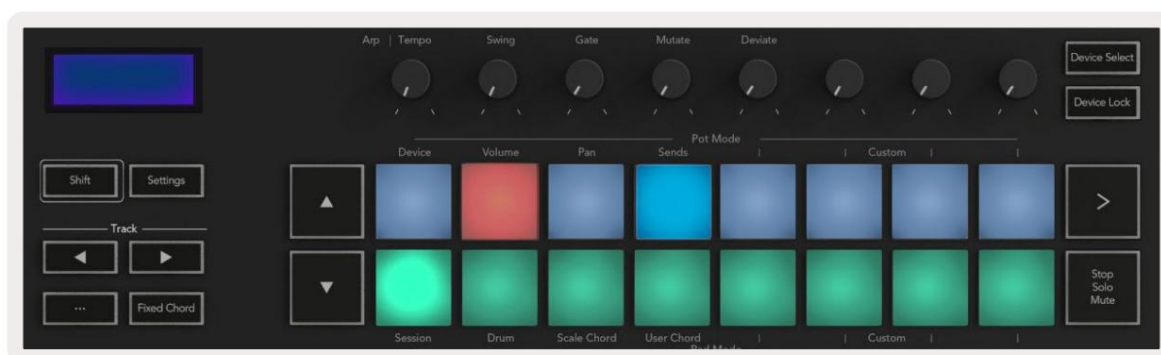 Arp | Tempo Swing Gate Mutate Deviate
Device Select
Device Lock
Pot Mode
Device Volume Pan Sends | | Custom | |
Shift Settings
▲
>
Track
◀ ▶
▼
Stop
Solo
Mute
... Fixed Chord
Session Drum Scale Chord User Chord | | Custom | |
Pad Mode